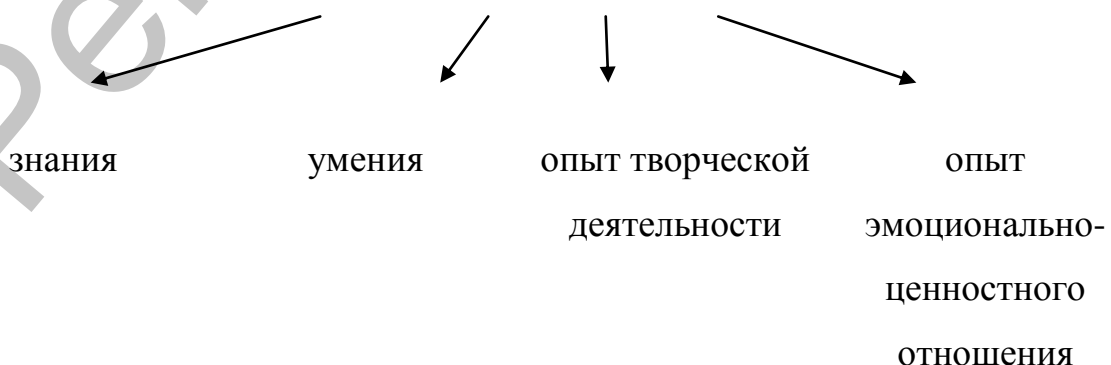 знания умения опыт творческой опыт
деятельности эмоционально-
ценностного
отношения